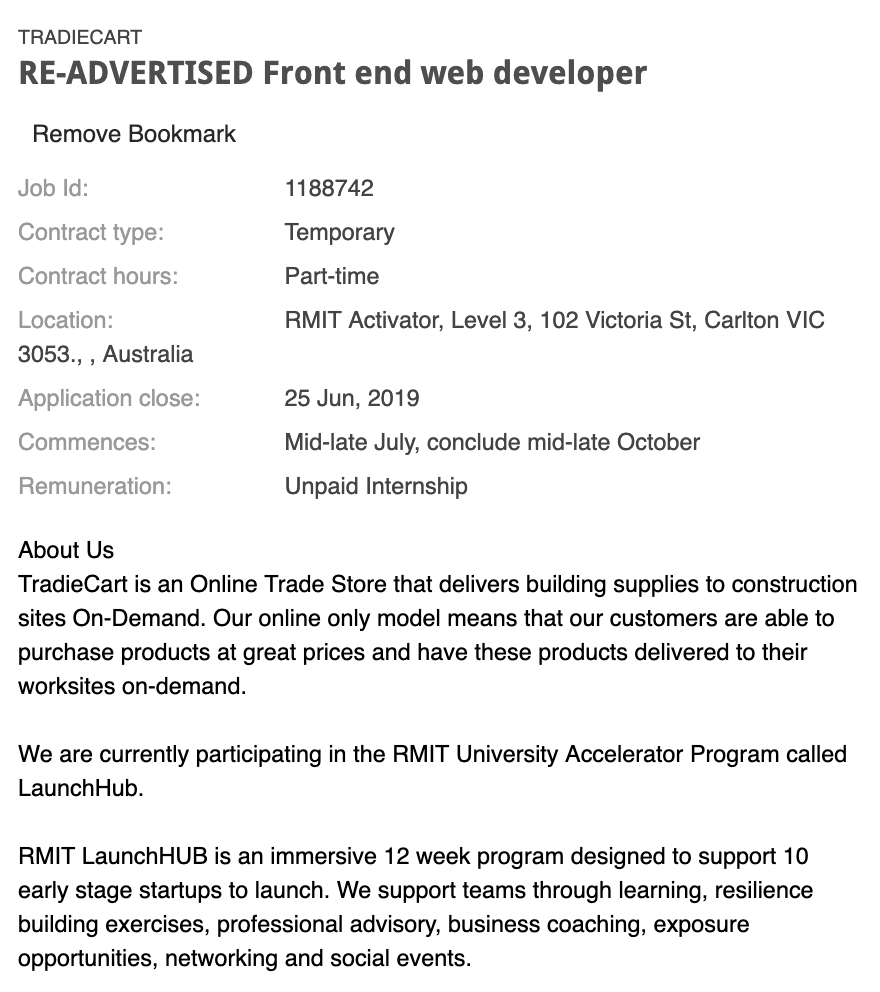 TRADIECART
RE-ADVERTISED Front end web developer
Remove Bookmark
Job Id: 1188742
Contract type: Temporary
Contract hours: Part-time
Location: RMIT Activator, Level 3, 102 Victoria St, Carlton VIC
3053., , Australia
Application close: 25 Jun, 2019
Commences: Mid-late July, conclude mid-late October
Remuneration: Unpaid Internship
About Us
TradieCart is an Online Trade Store that delivers building supplies to construction
sites On-Demand. Our online only model means that our customers are able to
purchase products at great prices and have these products delivered to their
worksites on-demand.
We are currently participating in the RMIT University Accelerator Program called
LaunchHub.
RMIT LaunchHUB is an immersive 12 week program designed to support 10
early stage startups to launch. We support teams through learning, resilience
building exercises, professional advisory, business coaching, exposure
opportunities, networking and social events.